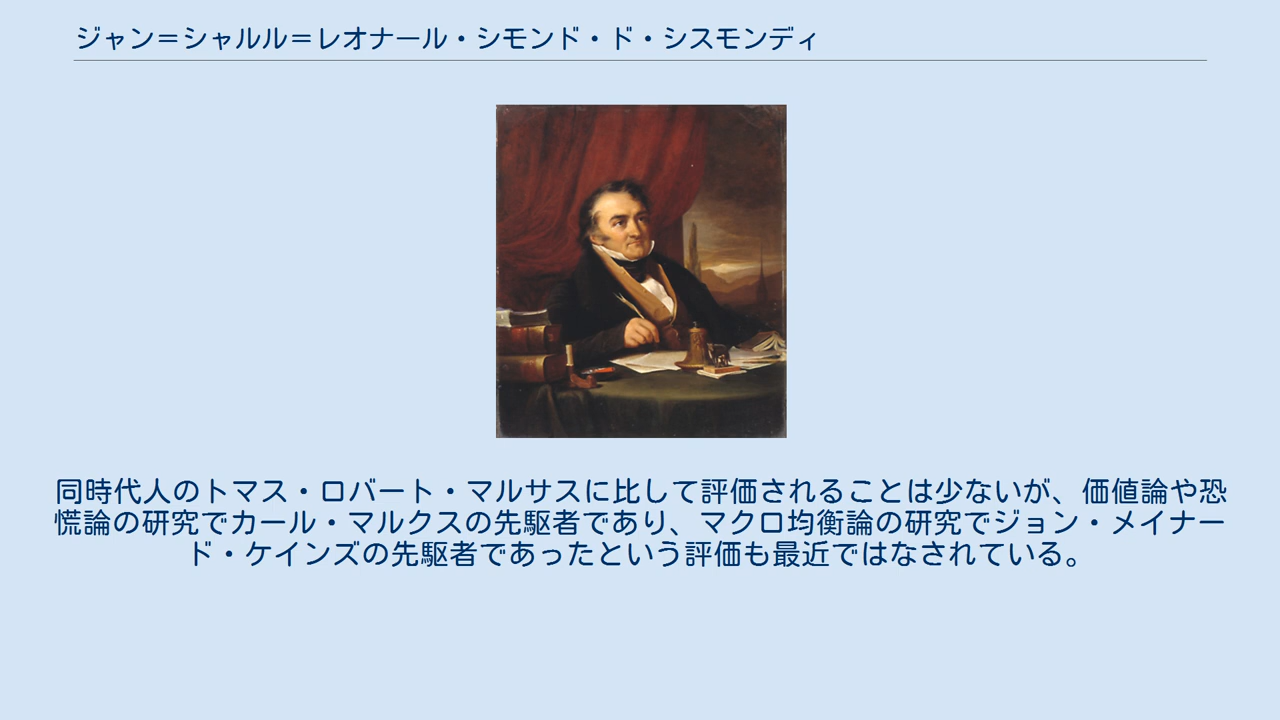 ジャン＝シャルル＝レオナール・シモンド・ド・シスモンディ
同時代人のトマス・ロバート・マルサスに比して評価されることは少ないが、価値論や恐
慌論の研究でカール・マルクスの先駆者であり、マクロ均衡論の研究でジョン・メイナー
ド・ケインズの先駆者であったという評価も最近ではなされている。